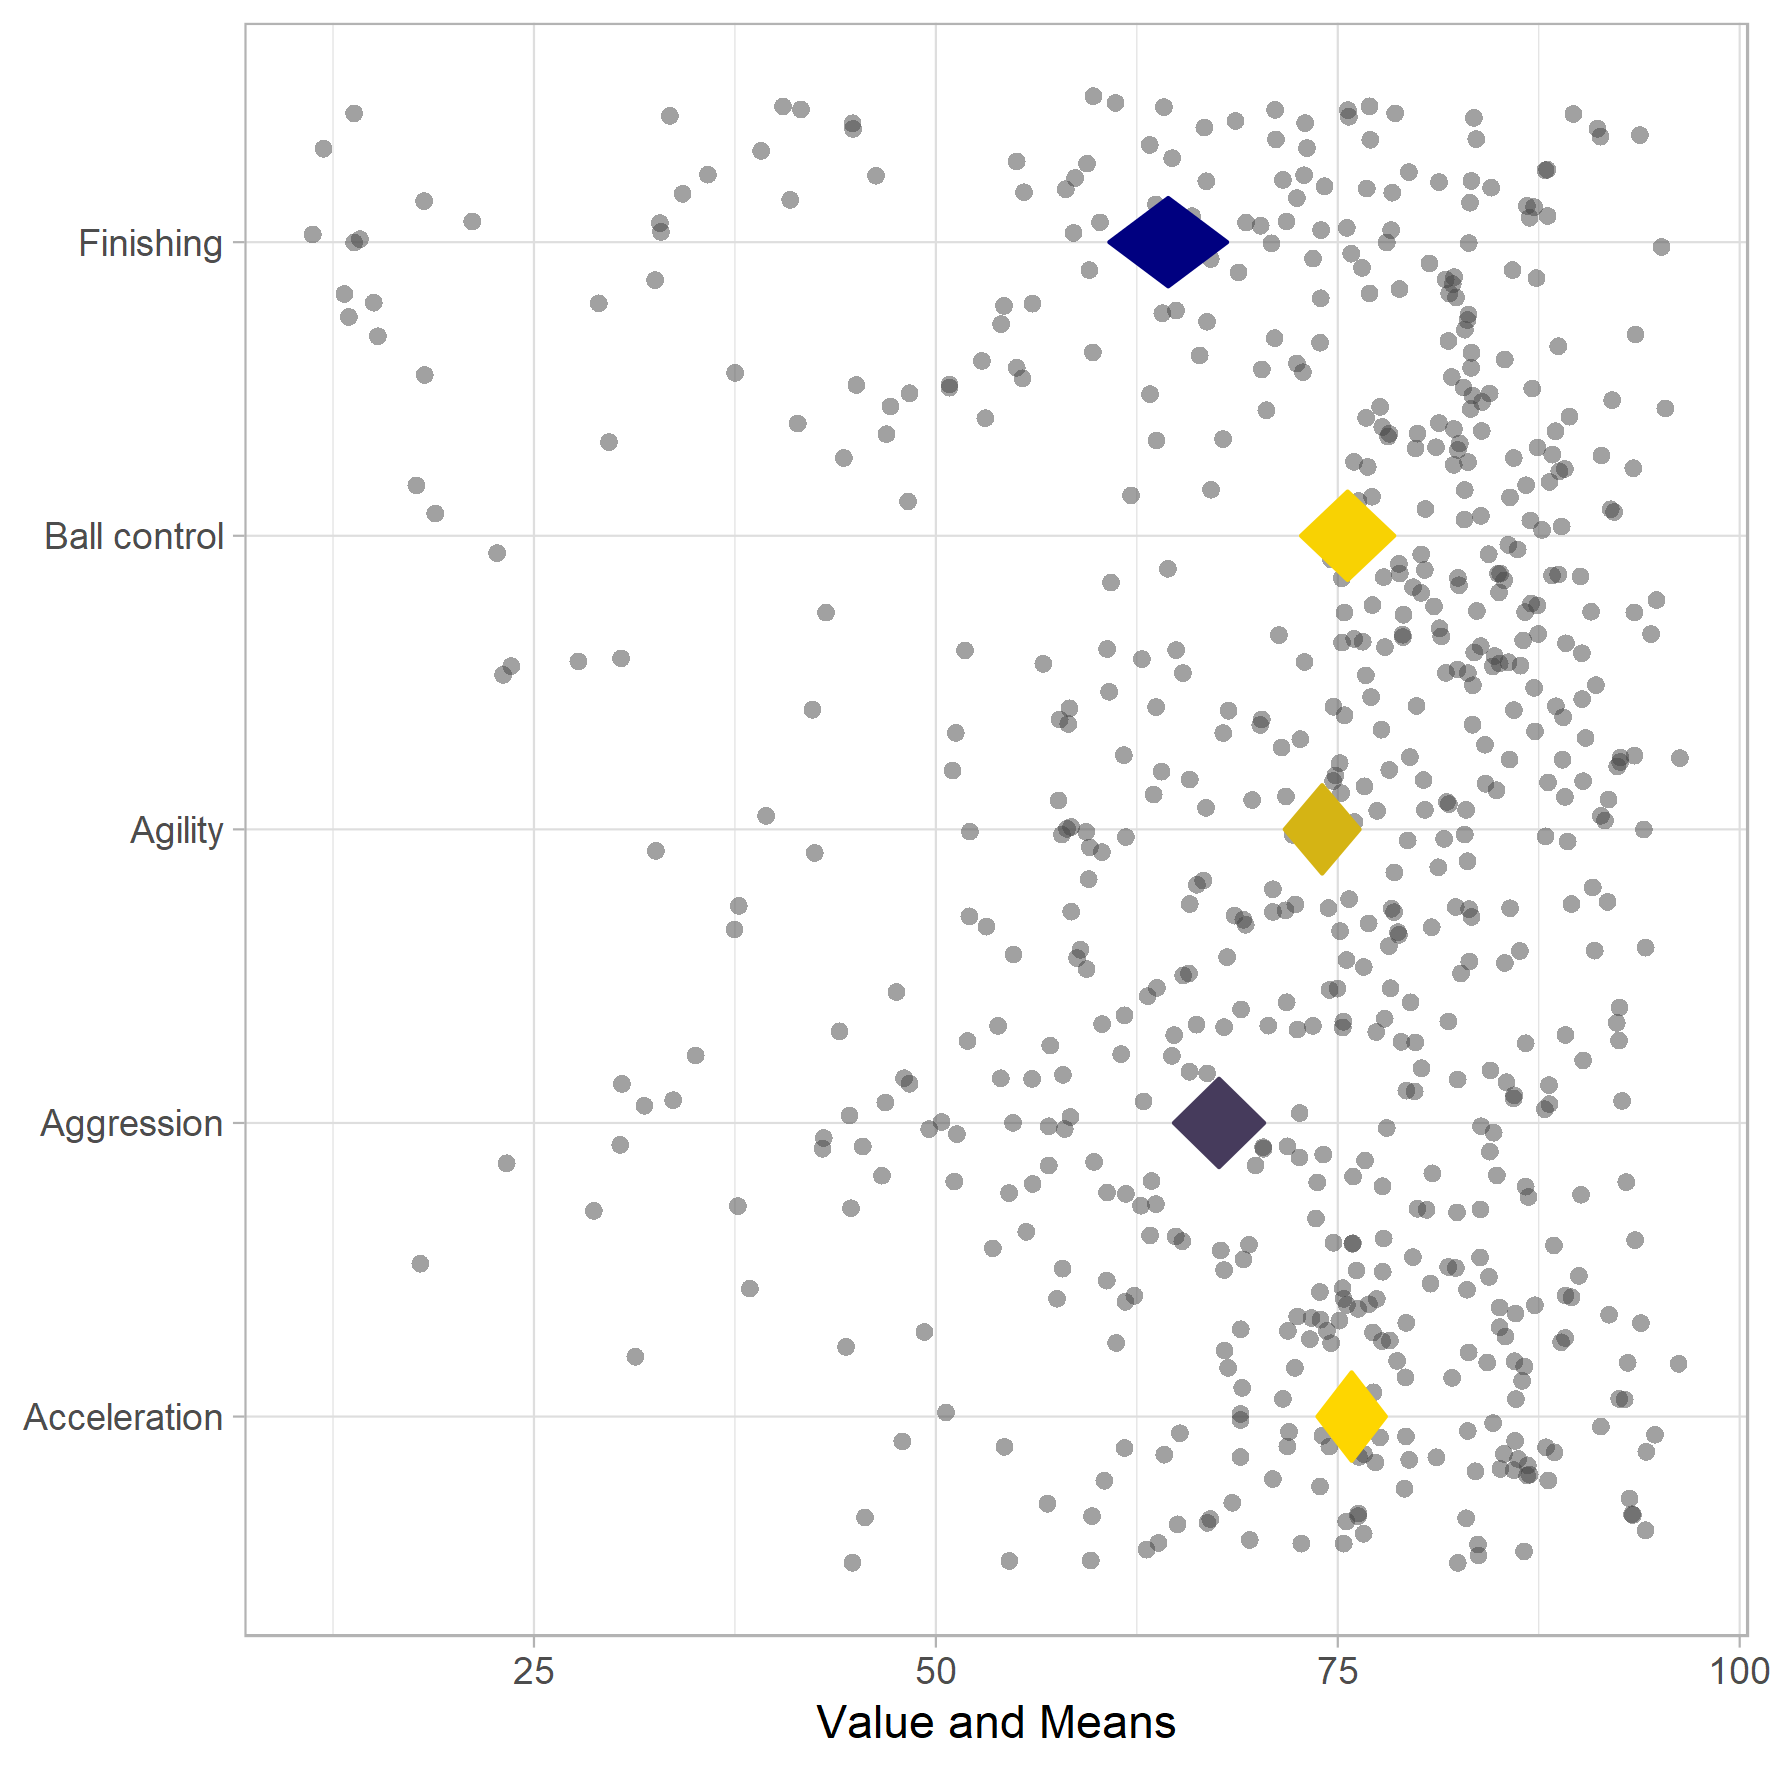 Finishing
Ball control
Agility
Aggression
Acceleration
25 50 75 100
Value and Means